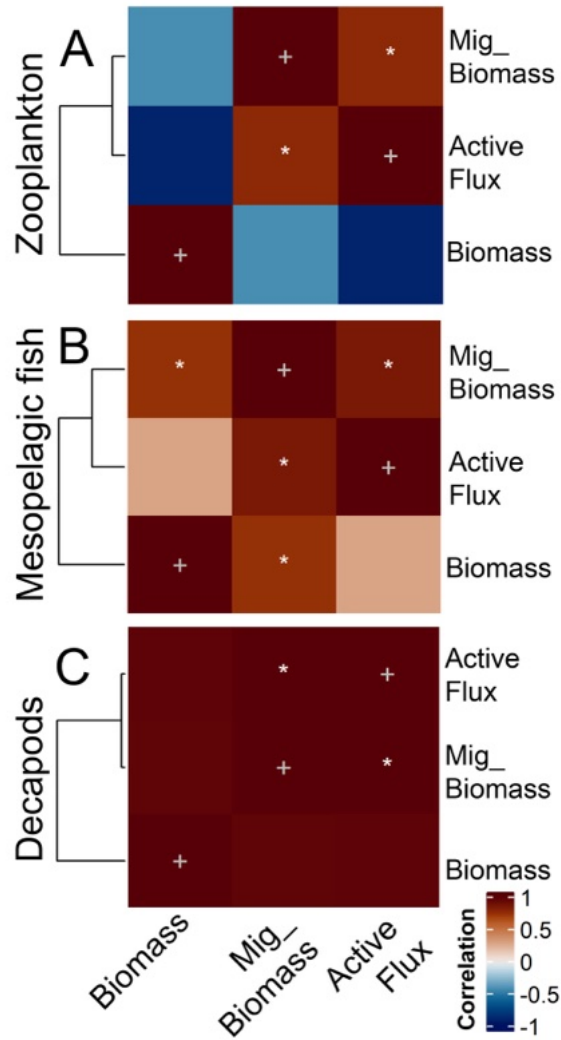 A
Zooplankton
+
*
Mig_
Biomass
*
+
Active
Flux
+
Biomass
B
Mesopelagic fish
*
+
*
Mig_
Biomass
*
+
Active
Flux
+
*
Biomass
C
Decapods
*
+
Active
Flux
+
*
Mig_
Biomass
+
Biomass
Biomass
Mig_
Biomass
Active
Flux
Correlation
1
0.5
0
-0.5
-1